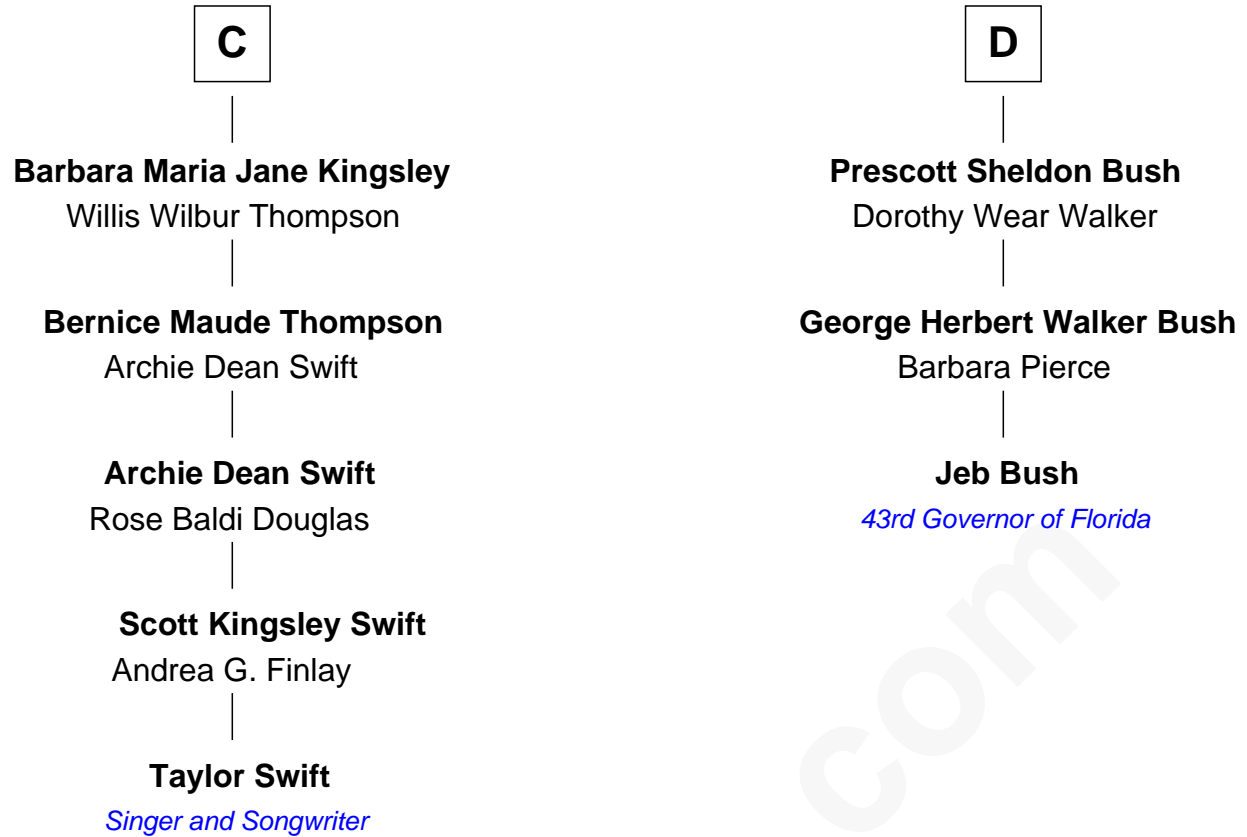 C
Barbara Maria Jane Kingsley
Willis Wilbur Thompson
Bernice Maude Thompson
Archie Dean Swift
Archie Dean Swift
Rose Baldi Douglas
Scott Kingsley Swift
Andrea G. Finlay
Taylor Swift
Singer and Songwriter
D
Prescott Sheldon Bush
Dorothy Wear Walker
George Herbert Walker Bush
Barbara Pierce
Jeb Bush
43rd Governor of Florida
com